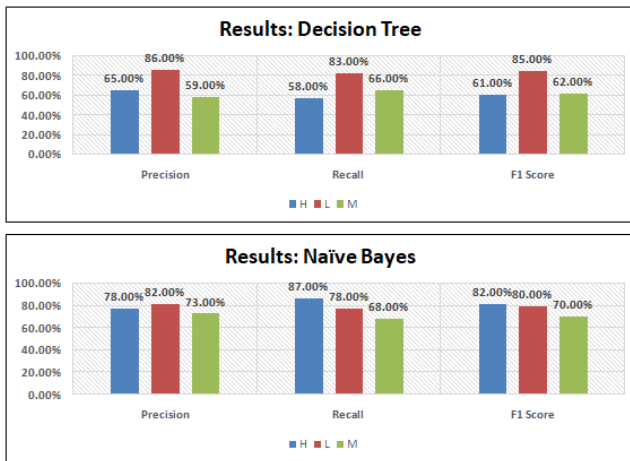 Results: Decision Tree
100.00%
80.00%
60.00%
40.00%
20.00%
0.00%
65.00% 86.00% 59.00%
58.00% 83.00% 66.00%
61.00% 85.00% 62.00%
Precision Recall F1 Score
H L M
Results: Naïve Bayes
100.00%
80.00%
60.00%
40.00%
20.00%
0.00%
78.00% 82.00% 73.00%
87.00% 78.00% 68.00%
82.00% 80.00% 70.00%
Precision Recall F1 Score
H L M